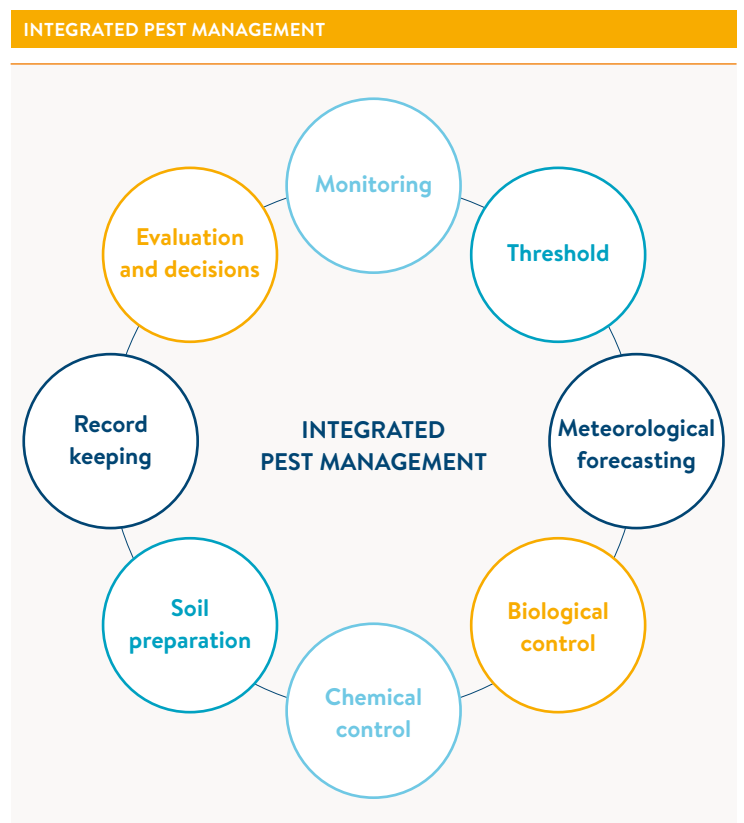 INTEGRATED PEST MANAGEMENT
Monitoring
Threshold
Meteorological
forecasting
Biological
control
Chemical
control
Soil
preparation
Record
keeping
Evaluation
and decisions
INTEGRATED
PEST MANAGEMENT